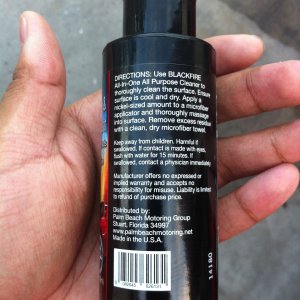 DIRECTIONS: Use BLACKFIRE
All-In-One All Purpose Cleaner to
thoroughly clean the surface. Ensure
surface is cool and dry. Apply a
nickel-sized amount to a microfiber
applicator and thoroughly massage
into surface. Remove excess residue
with a clean, dry microfiber towel.
Keep away from children. Harmful if
swallowed. If contact is made with eyes,
flush with water for 15 minutes. If
swallowed, contact a physician immediately.
Manufacturer offers no expressed or
implied warranty and accepts no
responsibility for misuse. Liability is limited
to refund of purchase price.
Distributed by:
Palm Beach Motoring Group
Stuart, Florida 34997
www.palmbeachmotoring.net
Made in the U.S.A.
14180